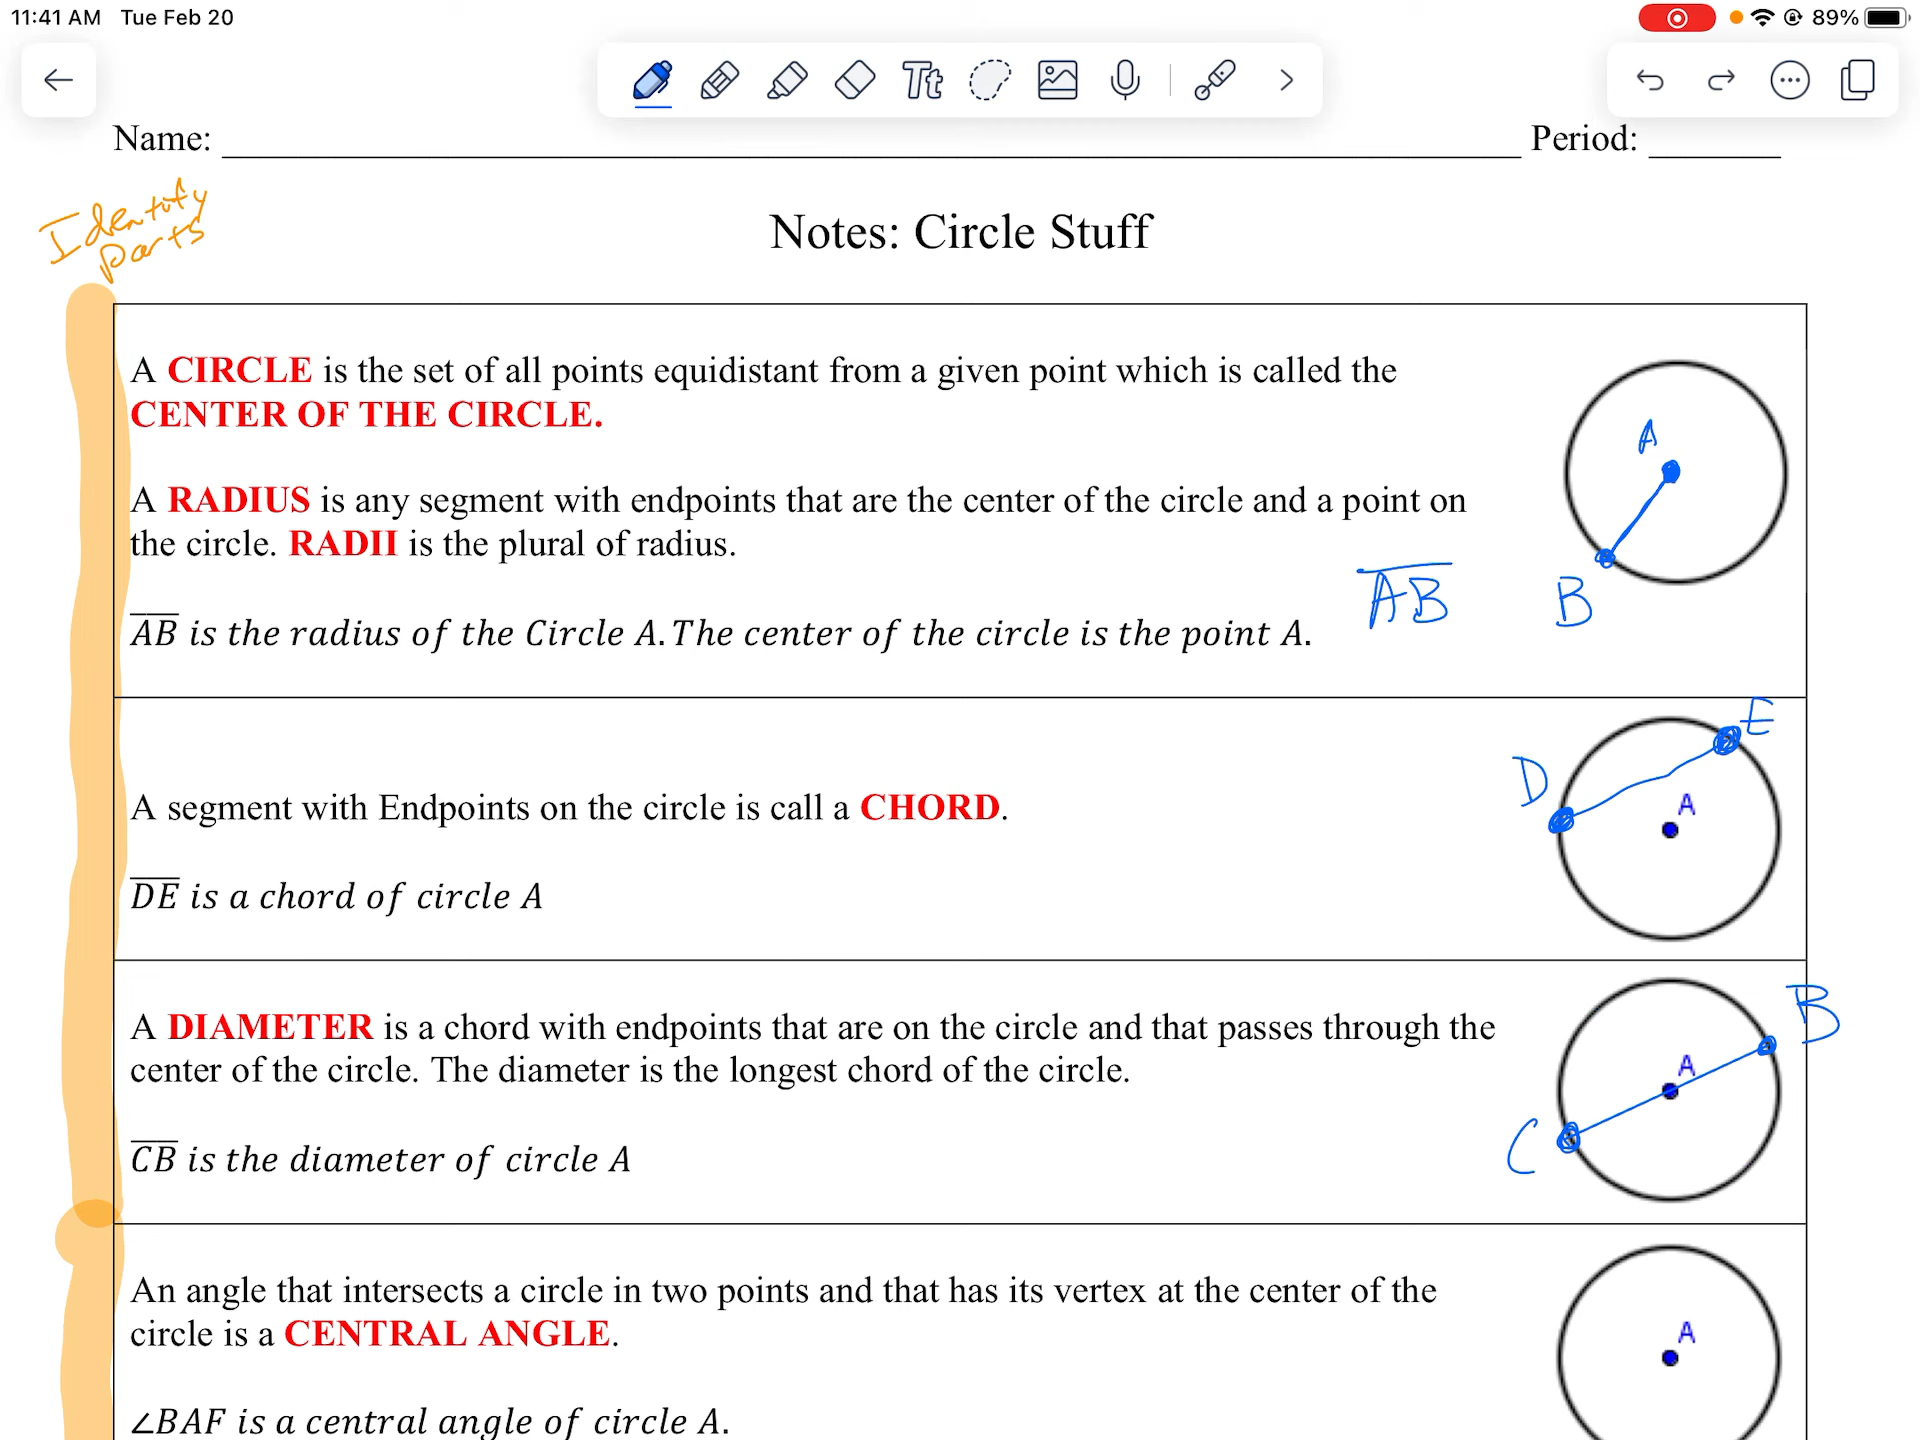 11:41 AM Tue Feb 20
89%
Tt
Name: Period:
Identify
parts
Notes: Circle Stuff
A CIRCLE is the set of all points equidistant from a given point which is called the
CENTER OF THE CIRCLE.
A
A RADIUS is any segment with endpoints that are the center of the circle and a point on
the circle. RADII is the plural of radius.
A̅B̅ B
A̅B̅ is the radius of the Circle A. The center of the circle is the point A.
E
D
A segment with Endpoints on the circle is call a CHORD.
A
D̅E̅ is a chord of circle A
B
A DIAMETER is a chord with endpoints that are on the circle and that passes through the
center of the circle. The diameter is the longest chord of the circle.
A
C
C̅B̅ is the diameter of circle A
An angle that intersects a circle in two points and that has its vertex at the center of the
circle is a CENTRAL ANGLE.
A
∠BAF is a central angle of circle A.